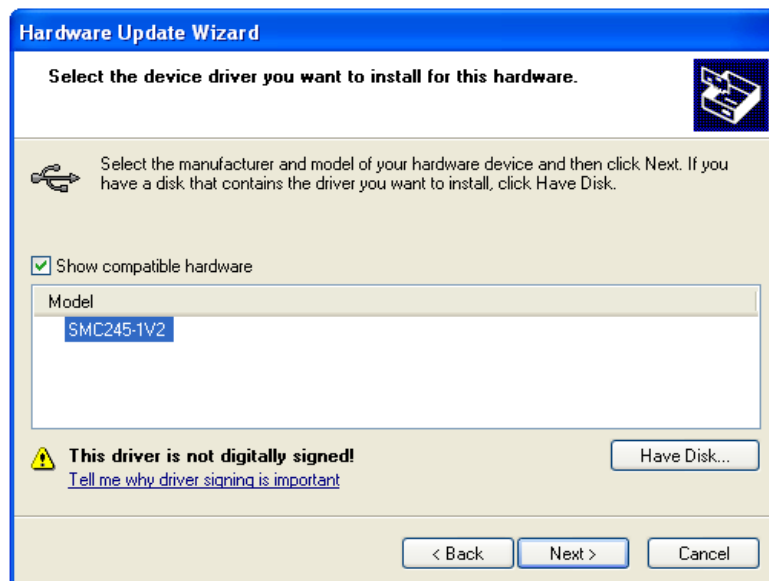 Hardware Update Wizard
Select the device driver you want to install for this hardware.
Select the manufacturer and model of your hardware device and then click Next. If you
have a disk that contains the driver you want to install, click Have Disk.
Show compatible hardware
Model
SMC245-1V2
This driver is not digitally signed!
Have Disk...
Tell me why driver signing is important
< Back
Next >
Cancel